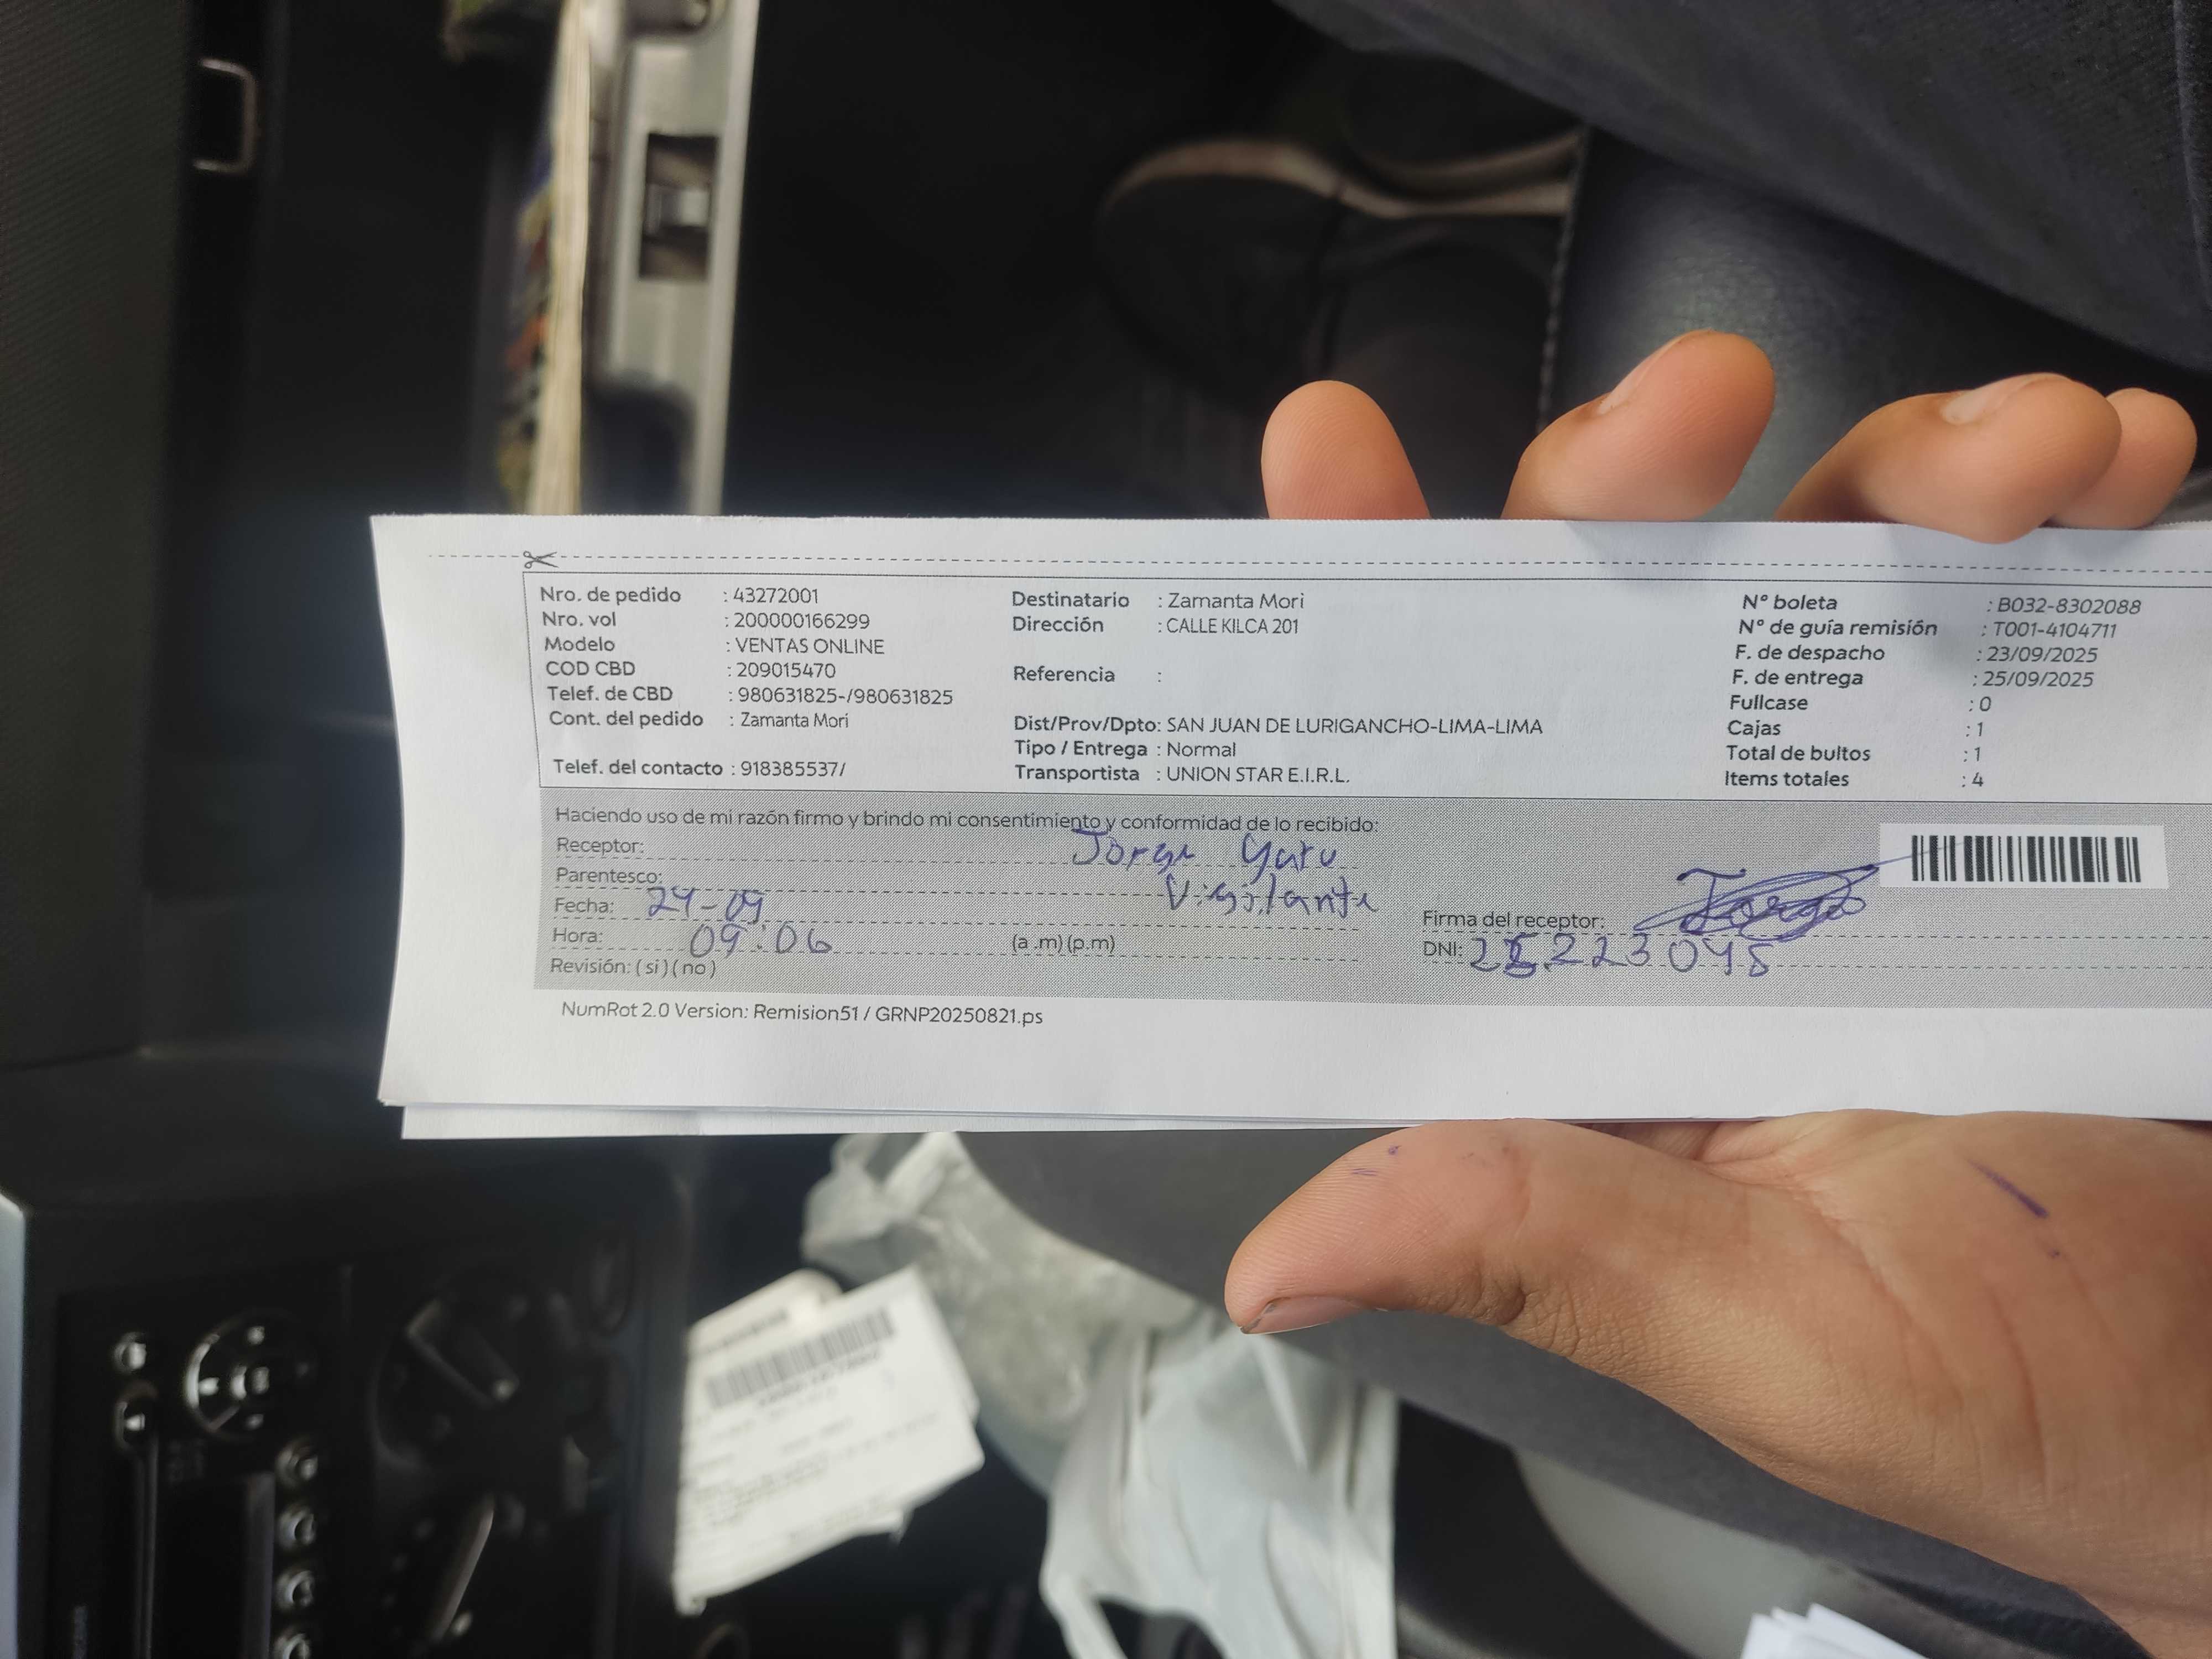 Nro. de pedido : 43272001
Nro. vol : 200000166299
Modelo : VENTAS ONLINE
COD CBD : 209015470
Telef. de CBD : 980631825-/980631825
Cont. del pedido : Zamanta Mori
Telef. del contacto : 918385537/
Destinatario : Zamanta Mori
Dirección : CALLE KILCA 201
Referencia :
Dist/Prov/Dpto: SAN JUAN DE LURIGANCHO-LIMA-LIMA
Tipo / Entrega : Normal
Transportista : UNION STAR E.I.R.L.
N° boleta : B032-8302088
N° de guía remisión : T001-4104711
F. de despacho : 23/09/2025
F. de entrega : 25/09/2025
Fullcase : 0
Cajas : 1
Total de bultos : 1
Items totales : 4
Haciendo uso de mi razón firmo y brindo mi consentimiento y conformidad de lo recibido:
Receptor: Jorge
Parentesco: Vigilante
Fecha: 24-09
Hora: 09:06 (a .m) (p.m)
Revisión: ( si ) ( no )
Firma del receptor:
DNI:
NumRot 2.0 Version: Remision51 / GRNP20250821.ps